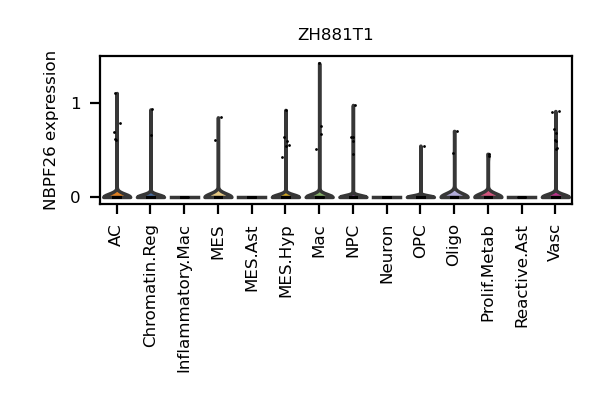 ZH881T1
NBPF26 expression
1
0
AC
Chromatin.Reg
Inflammatory.Mac
MES
MES.Ast
MES.Hyp
Mac
NPC
Neuron
OPC
Oligo
Prolif.Metab
Reactive.Ast
Vasc